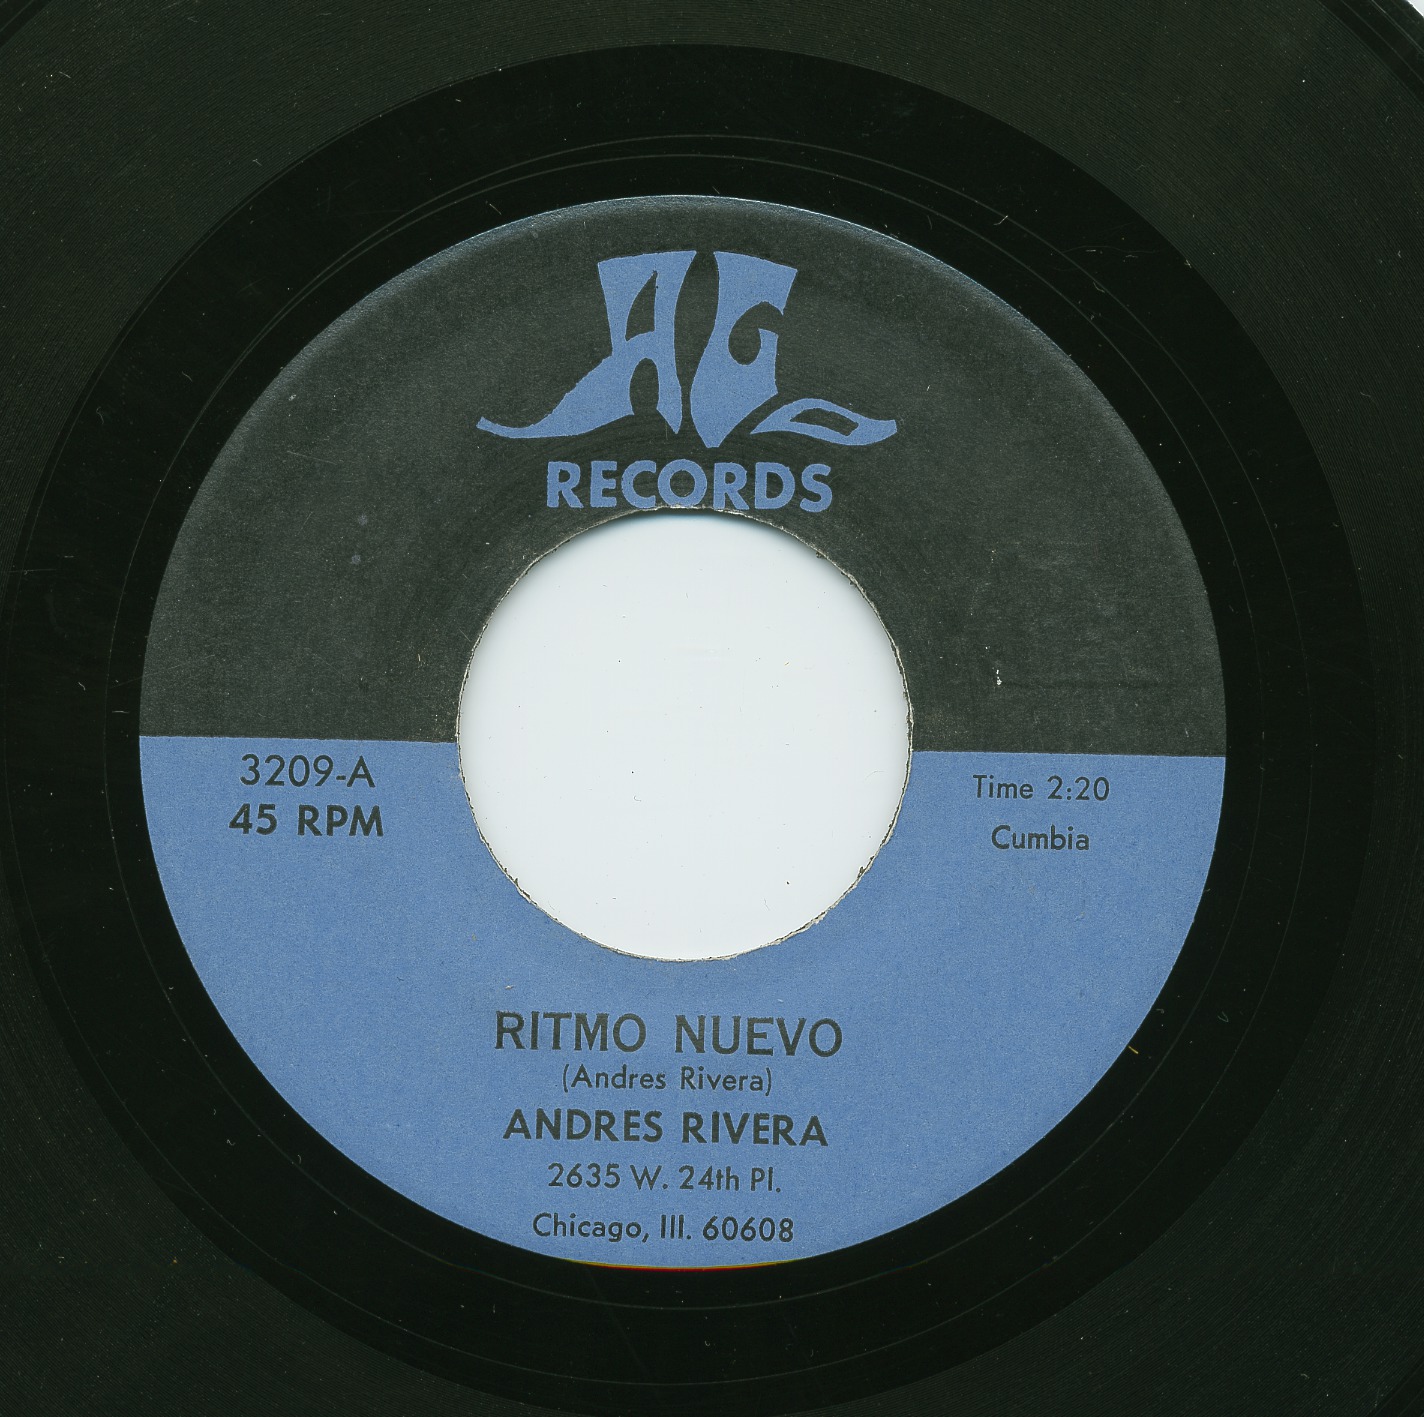 AG
RECORDS
3209-A
45 RPM
Time 2:20
Cumbia
RITMO NUEVO
(Andres Rivera)
ANDRES RIVERA
2635 W. 24th Pl.
Chicago, Ill. 60608